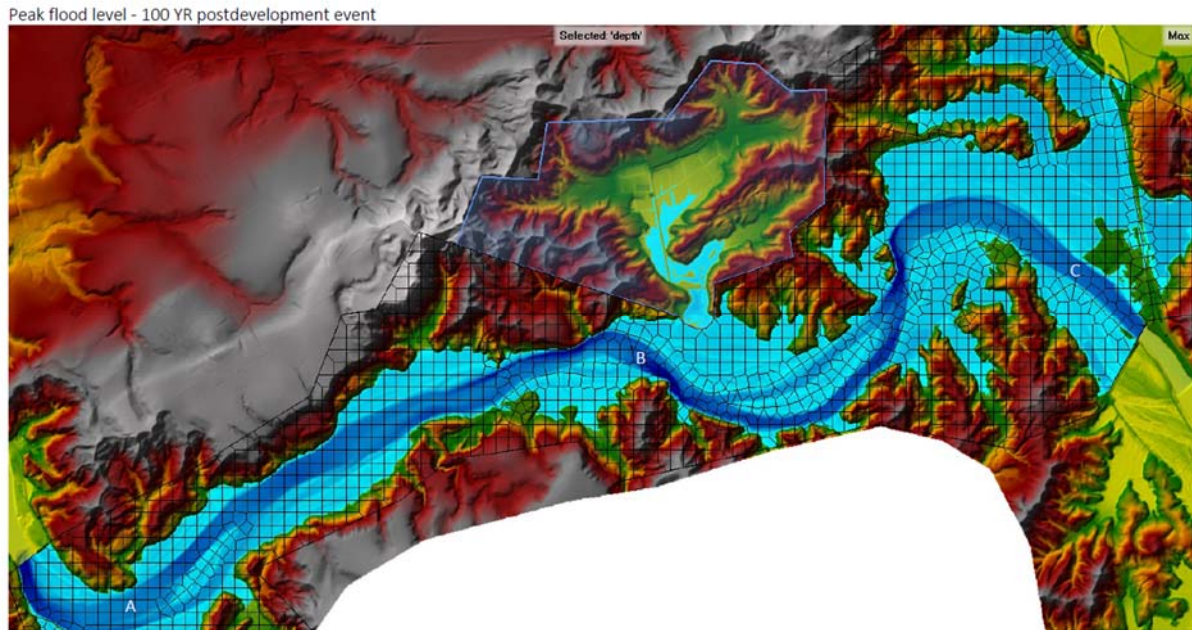 Peak flood level - 100 YR postdevelopment event
Selected: 'depth'
Max
B
C
A